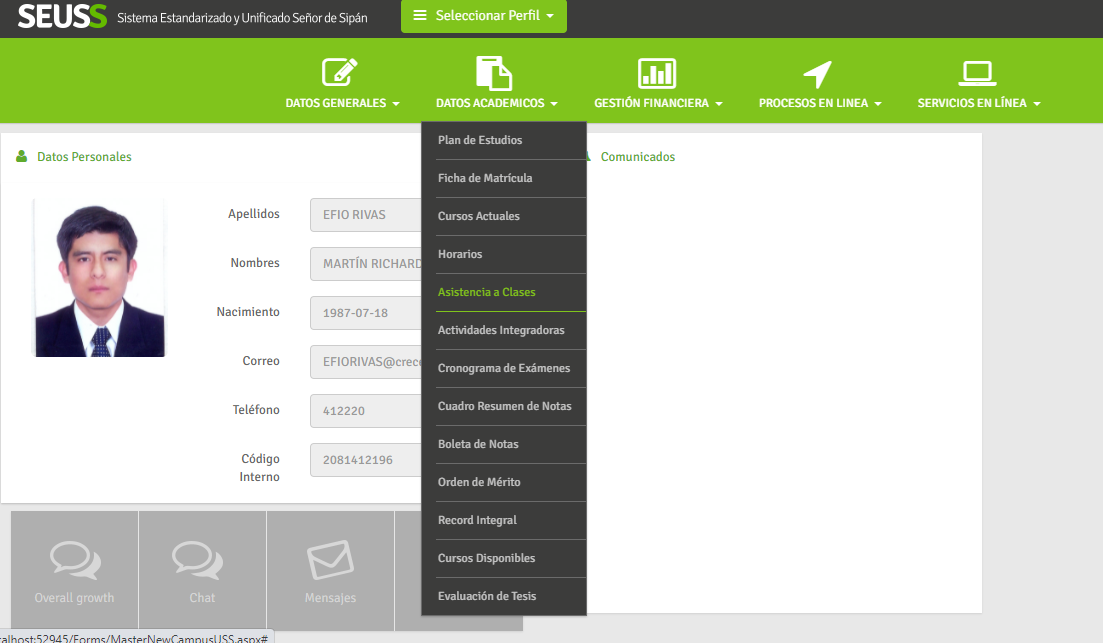 SEUSS Sistema Estandarizado y Unificado Señor de Sipán
Seleccionar Perfil
DATOS GENERALES
DATOS ACADEMICOS
GESTIÓN FINANCIERA
PROCESOS EN LINEA
SERVICIOS EN LÍNEA
Datos Personales
Apellidos
EFIO RIVAS
Nombres
MARTÍN RICHARD
Nacimiento
1987-07-18
Correo
EFIORIVAS@crece
Teléfono
412220
Código
Interno
2081412196
Plan de Estudios
Ficha de Matrícula
Cursos Actuales
Horarios
Asistencia a Clases
Actividades Integradoras
Cronograma de Exámenes
Cuadro Resumen de Notas
Boleta de Notas
Orden de Mérito
Record Integral
Cursos Disponibles
Evaluación de Tesis
Comunicados
Overall growth
Chat
Mensajes
alhost:52945/Forms/MasterNewCampusUSS.aspx#